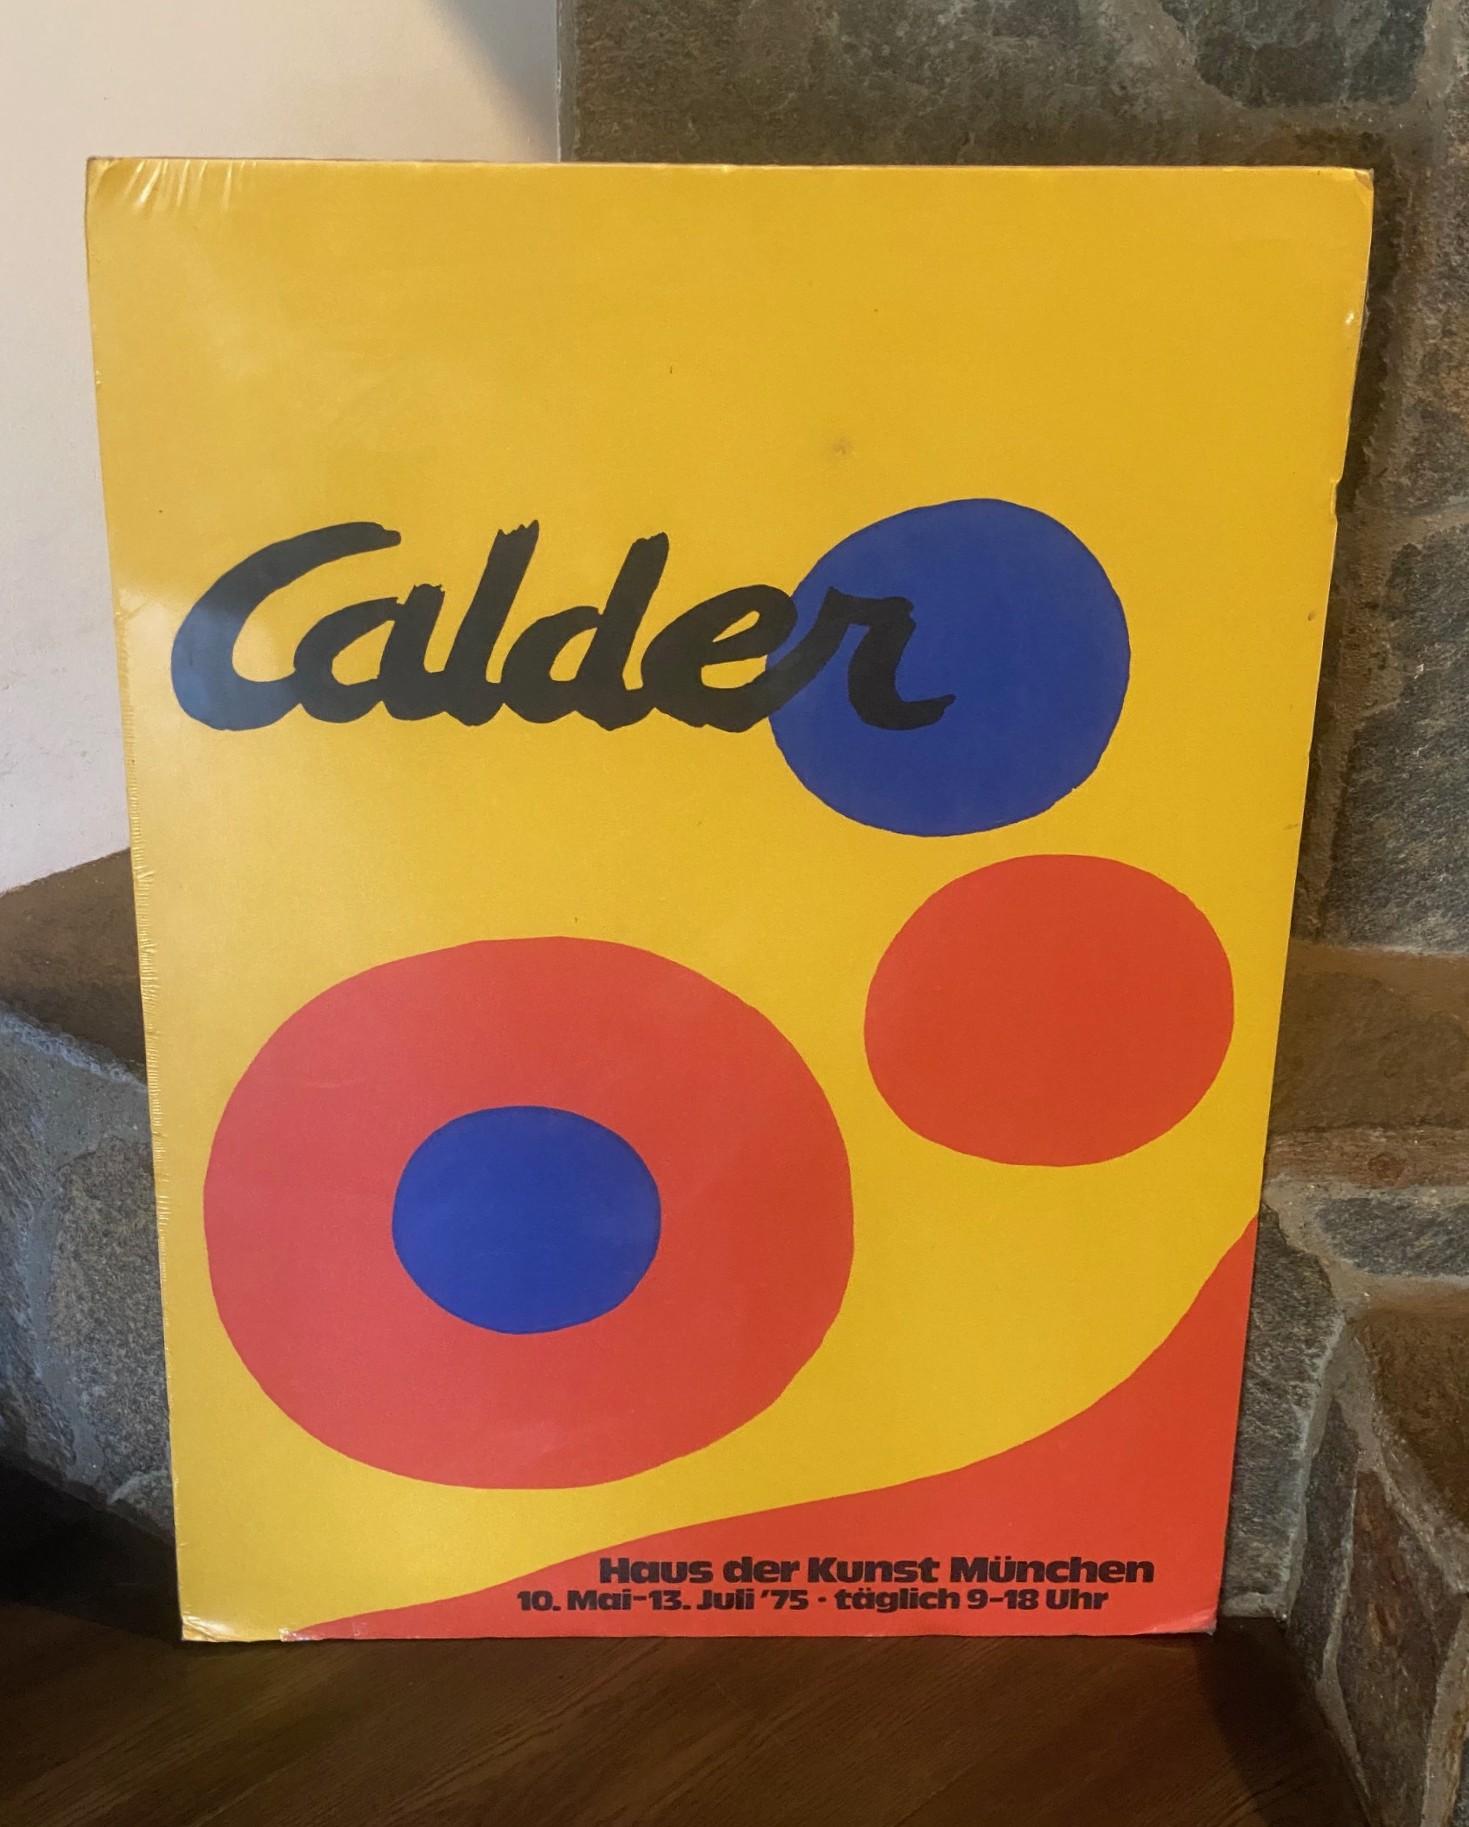 Calder
Haus der Kunst München
10. Mai-13. Juli '75 · täglich 9-18 Uhr